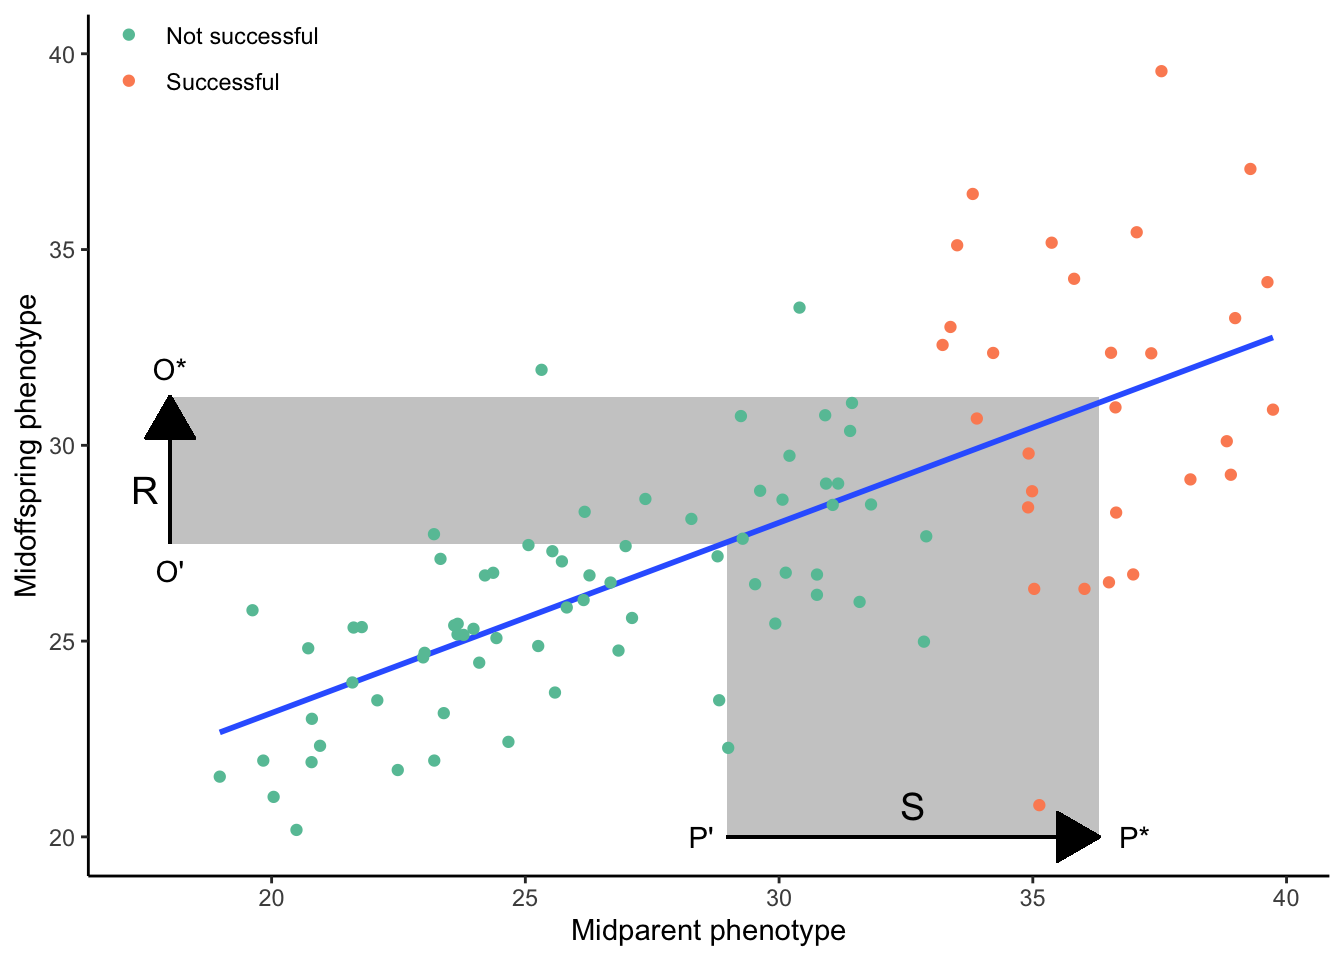 Not successful
Successful
40
35
30
25
20
Midoffspring phenotype
O*
R
O'
S
P'
P*
20
25
30
35
40
Midparent phenotype